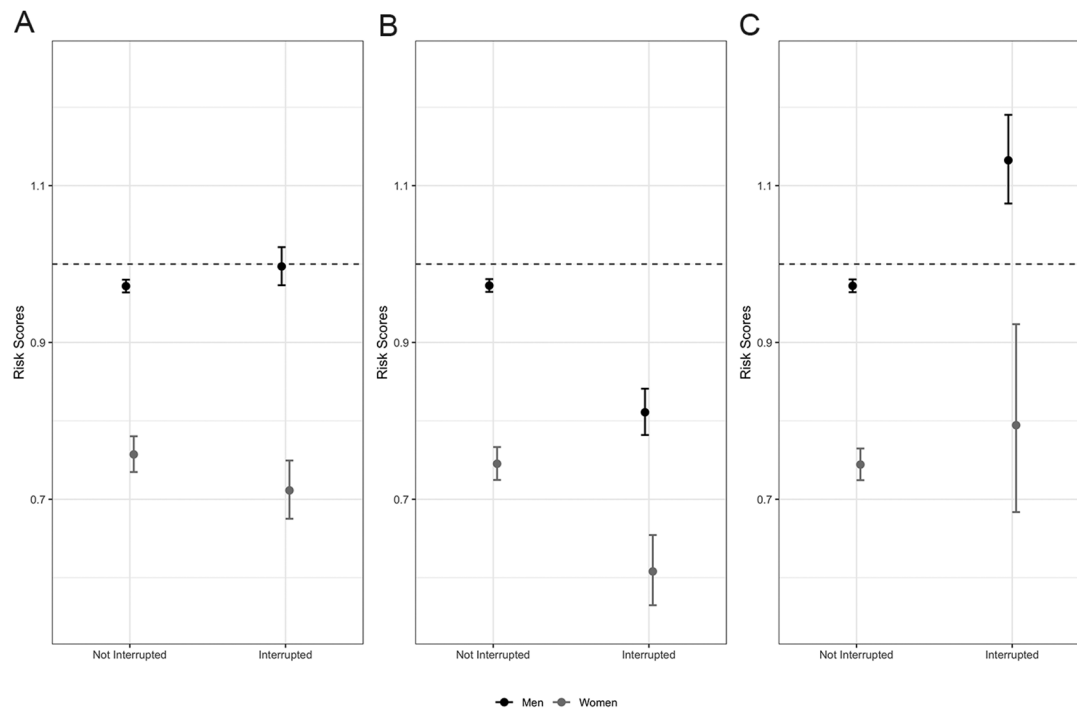 A
B
C
Risk Scores
1.1
0.9
0.7
Not Interrupted
Interrupted
Risk Scores
1.1
0.9
0.7
Not Interrupted
Interrupted
Risk Scores
1.1
0.9
0.7
Not Interrupted
Interrupted
Men Women